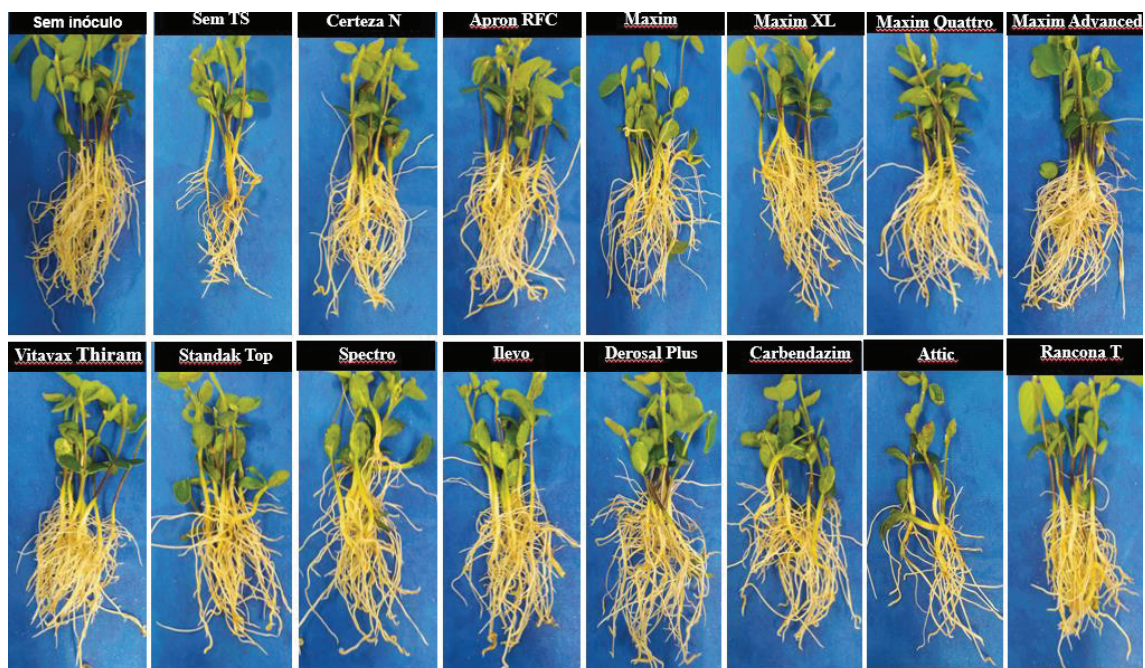 Sem inóculo
Sem TS
Certeza N
Apron RFC
Maxim
Maxim XL
Maxim Quattro
Maxim Advanced
Vitavax Thiram
Standak Top
Spectro
Ilevo
Derosal Plus
Carbendazim
Attic
Rancona T